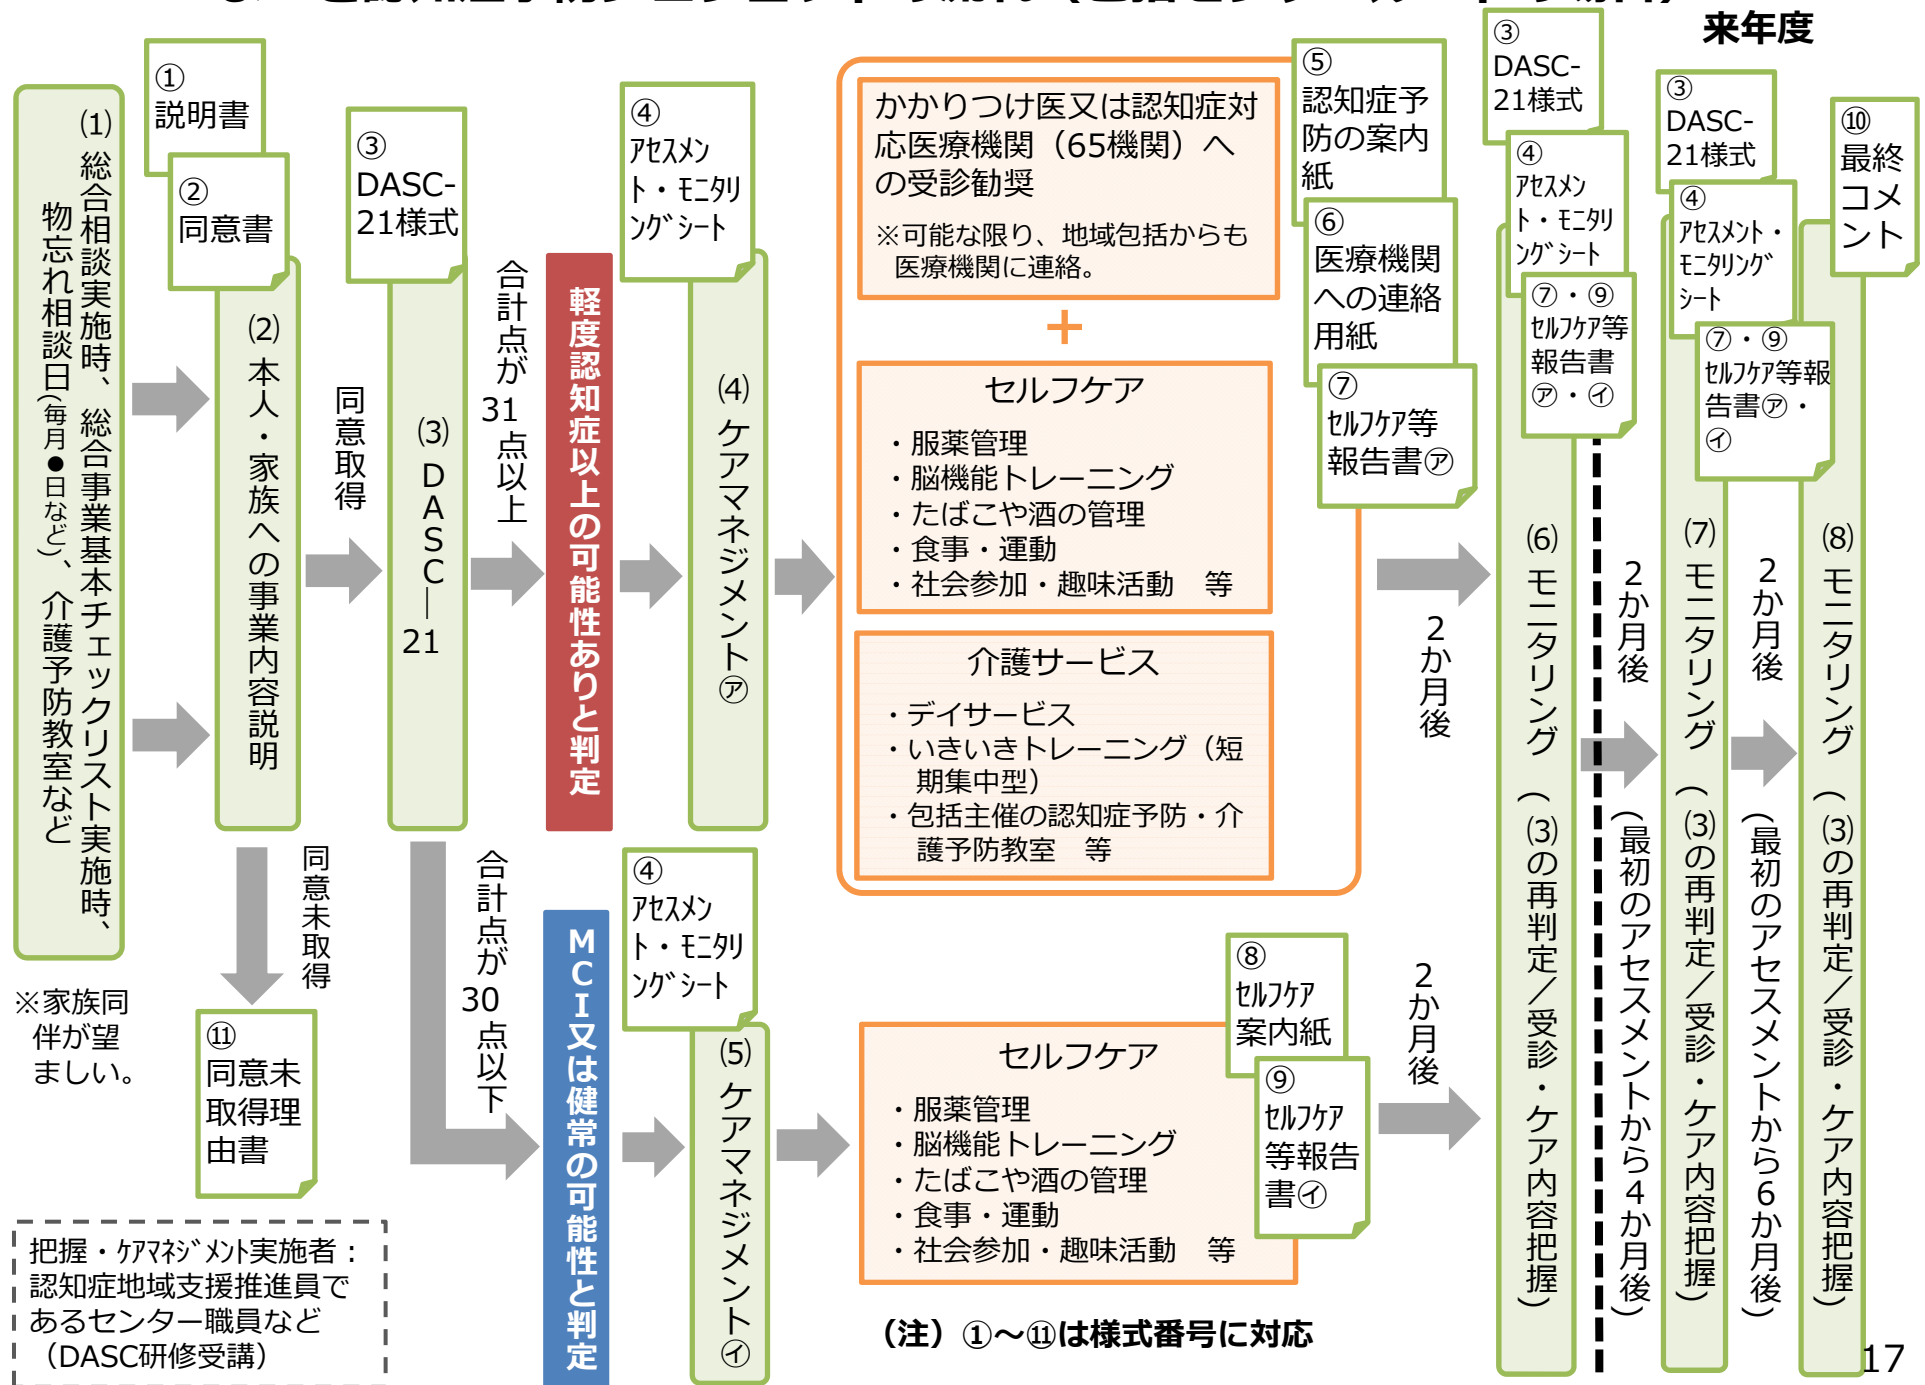 来年度
①
説明書
②
同意書
③
DASC-
21様式
④
ｱｾｽﾒﾝ
ﾄ・ﾓﾆﾀﾘ
ﾝｸﾞｼｰﾄ
⑤
認知症予
防の案内
紙
⑥
医療機関
への連絡
用紙
⑦
ｾﾙﾌｹｱ等
報告書㋐
③
DASC-
21様式
④
ｱｾｽﾒﾝ
ﾄ・ﾓﾆﾀﾘ
ﾝｸﾞｼｰﾄ
⑦・⑨
ｾﾙﾌｹｱ等
報告書
㋐・㋑
③
DASC-
21様式
④
ｱｾｽﾒﾝﾄ・
ﾓﾆﾀﾘﾝｸﾞ
ｼｰﾄ
⑦・⑨
ｾﾙﾌｹｱ等報
告書㋐・
㋑
⑩
最終
コメ
ント
(1) 総合相談実施時、総合事業基本チェックリスト実施時、
物忘れ相談日(毎月●日など)、介護予防教室など
※家族同
伴が望
ましい。
(2) 本人・家族への事業内容説明
同意取得
同意未取得
⑪
同意未
取得理
由書
(3) DASC―21
合計点が31点以上
軽度認知症以上の可能性ありと判定
(4) ケアマネジメント㋐
かかりつけ医又は認知症対
応医療機関（65機関）へ
の受診勧奨
※可能な限り、地域包括からも
医療機関に連絡。
＋
セルフケア
・服薬管理
・脳機能トレーニング
・たばこや酒の管理
・食事・運動
・社会参加・趣味活動　等
介護サービス
・デイサービス
・いきいきトレーニング（短
期集中型）
・包括主催の認知症予防・介
護予防教室　等
2か月後
合計点が30点以下
MCI又は健常の可能性と判定
④
ｱｾｽﾒﾝ
ﾄ・ﾓﾆﾀﾘ
ﾝｸﾞｼｰﾄ
(5) ケアマネジメント㋑
セルフケア
・服薬管理
・脳機能トレーニング
・たばこや酒の管理
・食事・運動
・社会参加・趣味活動　等
⑧
ｾﾙﾌｹｱ
案内紙
⑨
ｾﾙﾌｹｱ
等報告
書㋑
2か月後
(6) モニタリング ((3)の再判定／受診・ケア内容把握)
2か月後 (最初のアセスメントから4か月後)
(7) モニタリング ((3)の再判定／受診・ケア内容把握)
2か月後 (最初のアセスメントから6か月後)
(8) モニタリング ((3)の再判定／受診・ケア内容把握)
把握・ｹｱﾏﾈｼﾞﾒﾝﾄ実施者：
認知症地域支援推進員で
あるセンター職員など
（DASC研修受講）
（注）①～⑪は様式番号に対応
17